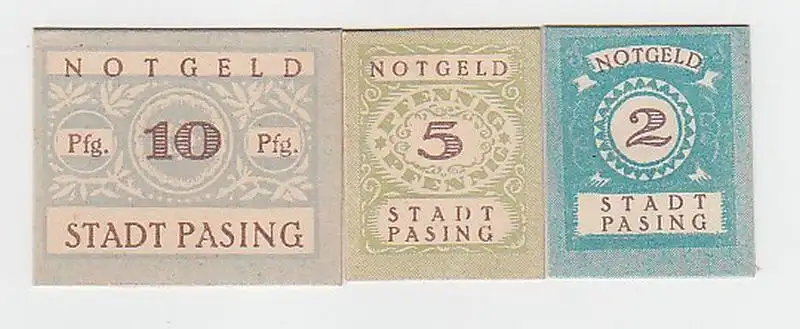 NOTGELD
Pfg. 10 Pfg.
STADT PASING
NOTGELD
PFENNIG
5
PFENNIG
STADT
PASING
NOTGELD
2
STADT
PASING